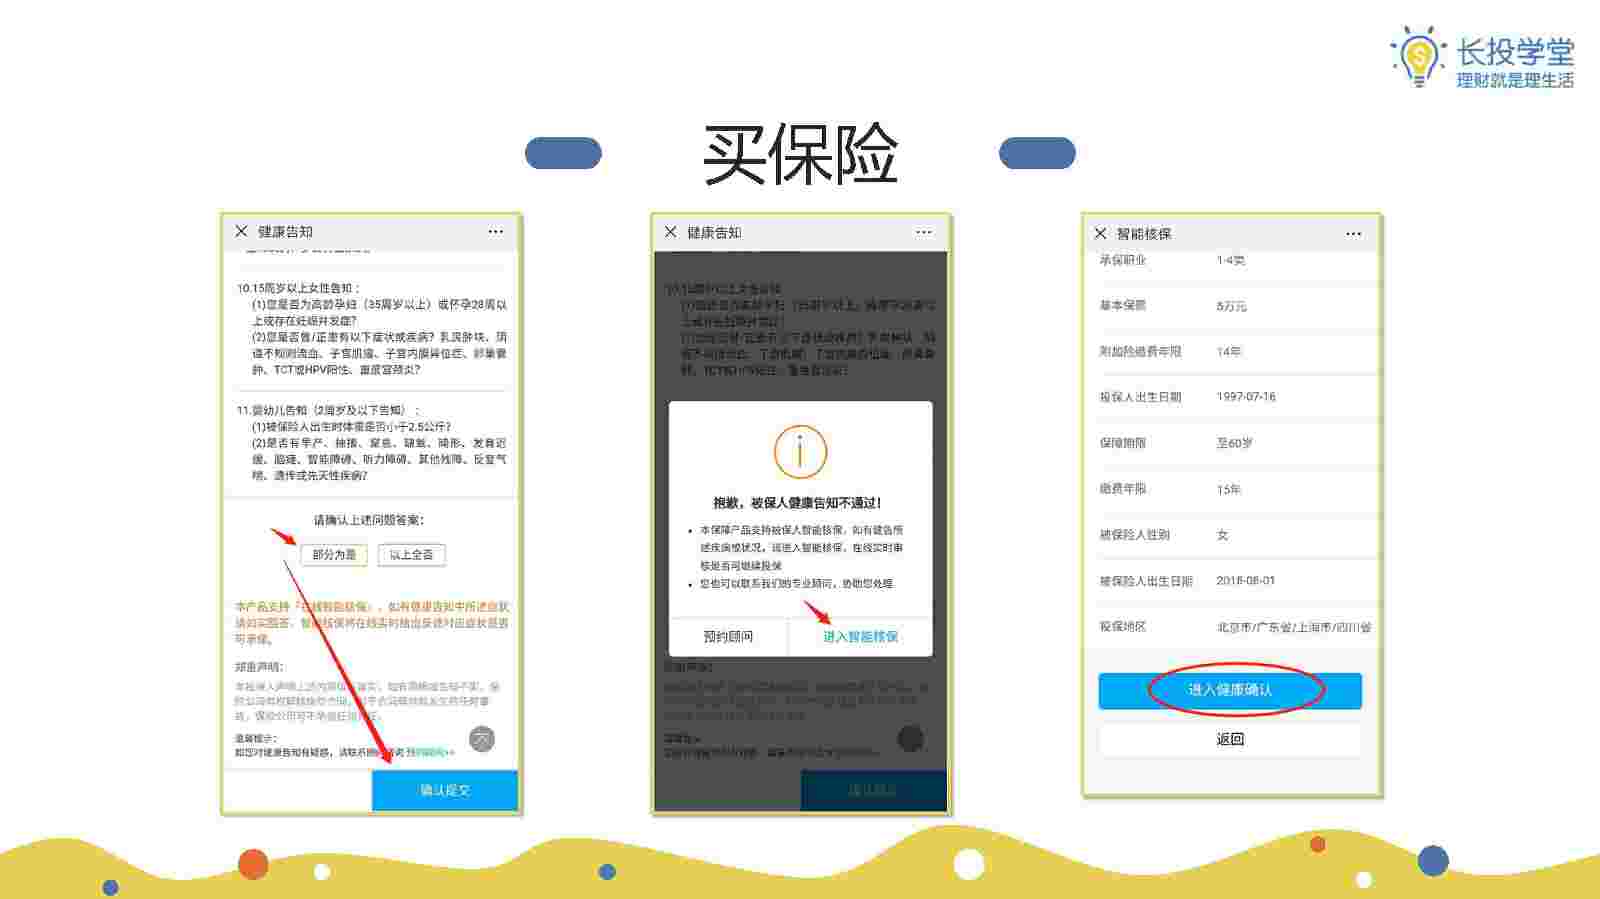 长投学堂
理财就是理生活
买保险
健康告知
10.15周岁以上女性告知：
(1)您是否为高龄孕妇（35周岁以上）或怀孕28周以
上或存在妊娠并发症？
(2)您是否曾/正患有以下症状或疾病？乳房肿块、阴
道不规则流血、子宫肌瘤、子宫内膜异位症、卵巢囊
肿、TCT或HPV阳性、重度宫颈炎？
11.婴幼儿告知（2周岁及以下告知）：
(1)被保险人出生时体重是否小于2.5公斤？
(2)是否有早产、抽搐、窒息、缺氧、畸形、发育迟
缓、脑瘫、智能障碍、听力障碍、其他残障、反复气
喘、遗传或先天性疾病？
请确认上述问题答案：
部分为是
以上全否
本产品支持「在线智能核保」，如有健康告知中所述症状
请如实回答，智能核保将在线实时给出
可承保。
郑重声明：
温馨提示：
如您对健康告知有疑惑，请联系
确认提交
健康告知
抱歉，被保人健康告知不通过！
• 本保障产品支持被保人智能核保，如有健告所
述疾病或状况，请进入智能核保，在线实时审
核是否可继续投保
• 您也可以联系我们的专业顾问，协助您处理
预约顾问
进入智能核保
智能核保
承保职业 1-4类
基本保额 5万元
附加险缴费年限 14年
投保人出生日期 1997-07-16
保障期限 至60岁
缴费年限 15年
被保险人性别 女
被保险人出生日期 2018-08-01
投保地区 北京市/广东省/上海市/四川省
进入健康确认
返回